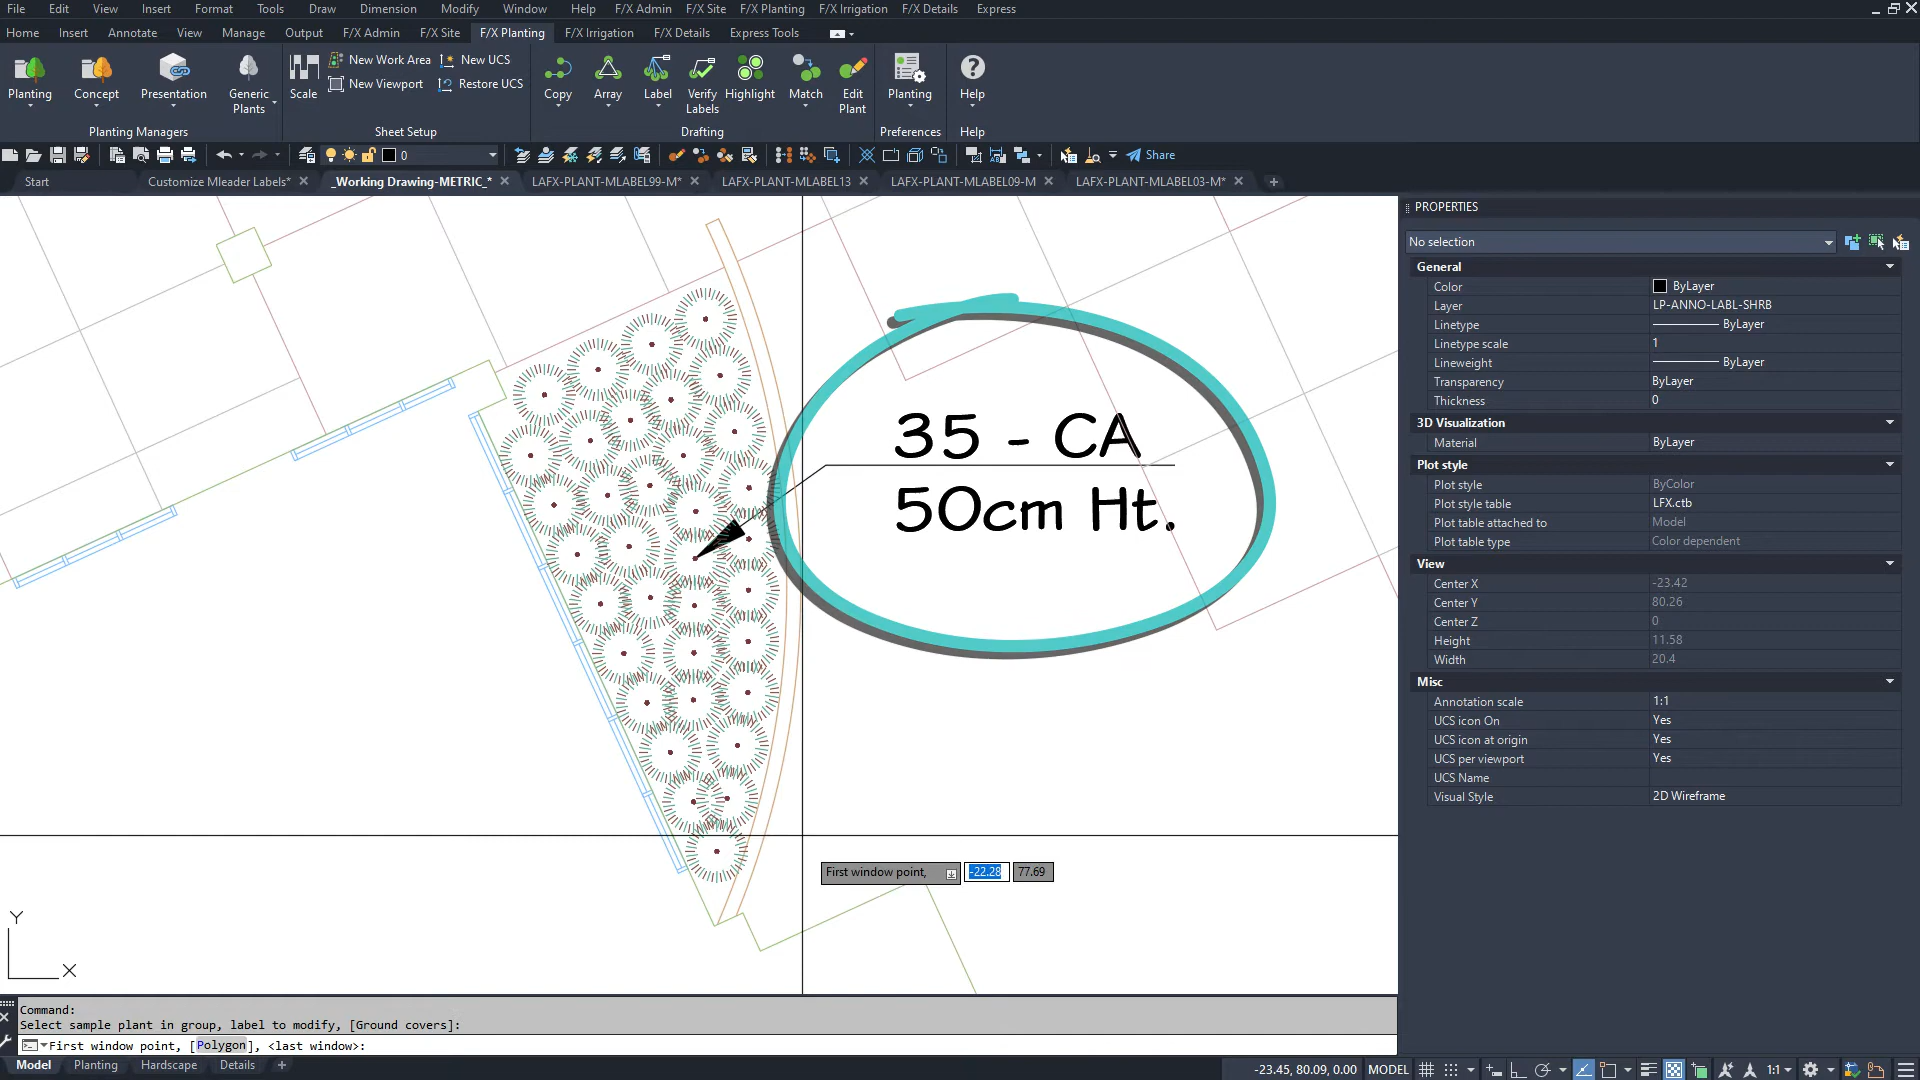 File Edit View Insert Format Tools Draw Dimension Modify Window Help F/X Admin F/X Site F/X Planting F/X Irrigation F/X Details Express
Home Insert Annotate View Manage Output F/X Admin F/X Site F/X Planting F/X Irrigation F/X Details Express Tools
Planting Concept Presentation Generic Plants Scale New Work Area New UCS New Viewport Restore UCS Copy Array Label Verify Labels Highlight Match Edit Plant Planting Help
Planting Managers Sheet Setup Drafting Preferences Help
0 Share
Start Customize Mleader Labels* _Working Drawing-METRIC_* LAFX-PLANT-MLABEL99-M* LAFX-PLANT-MLABEL13 LAFX-PLANT-MLABEL09-M LAFX-PLANT-MLABEL03-M*
35 - CA
50cm Ht.
First window point, -22.28 77.69
Y
X
PROPERTIES
No selection
General
Color ByLayer
Layer LP-ANNO-LABL-SHRB
Linetype ByLayer
Linetype scale 1
Lineweight ByLayer
Transparency ByLayer
Thickness 0
3D Visualization
Material ByLayer
Plot style
Plot style ByColor
Plot style table LFX.ctb
Plot table attached to Model
Plot table type Color dependent
View
Center X -23.42
Center Y 80.26
Center Z 0
Height 11.58
Width 20.4
Misc
Annotation scale 1:1
UCS icon On Yes
UCS icon at origin Yes
UCS per viewport Yes
UCS Name
Visual Style 2D Wireframe
Command:
Select sample plant in group, label to modify, [Ground covers]:
First window point, [Polygon], <last window>:
Model Planting Hardscape Details
-23.45, 80.09, 0.00 MODEL 1:1